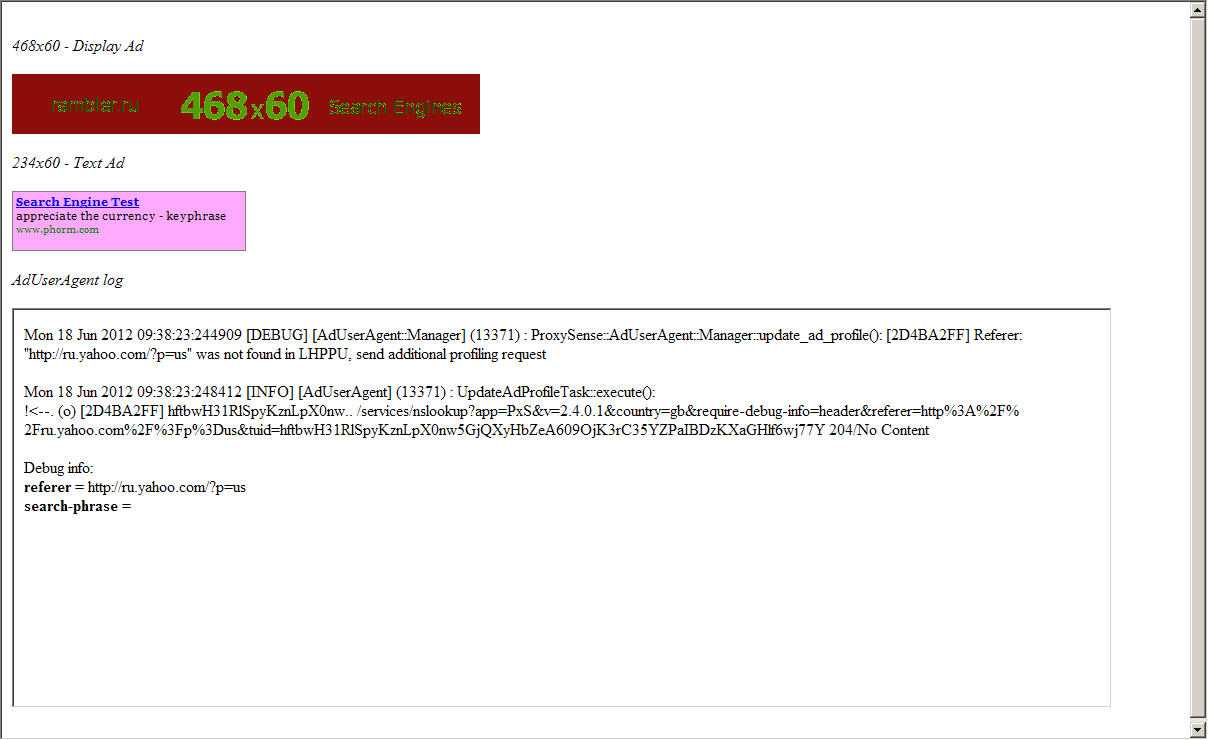 468x60 - Display Ad
rambler.ru 468x60 Search Engines
234x60 - Text Ad
Search Engine Test
appreciate the currency - keyphrase
www.phorm.com
AdUserAgent log
Mon 18 Jun 2012 09:38:23:244909 [DEBUG] [AdUserAgent::Manager] (13371) : ProxySense::AdUserAgent::Manager::update_ad_profile(): [2D4BA2FF] Referer:
"http://ru.yahoo.com/?p=us" was not found in LHPPU, send additional profiling request
Mon 18 Jun 2012 09:38:23:248412 [INFO] [AdUserAgent] (13371) : UpdateAdProfileTask::execute():
!<--. (o) [2D4BA2FF] hftbwH31RlSpyKznLpX0nw.. /services/nslookup?app=PxS&v=2.4.0.1&country=gb&require-debug-info=header&referer=http%3A%2F%
2Fru.yahoo.com%2F%3Fp%3Dus&tuid=hftbwH31RlSpyKznLpX0nw5GjQXyHbZeA609OjK3rC35YZPaIBDzKXaGHlf6wj77Y 204/No Content
Debug info:
referer = http://ru.yahoo.com/?p=us
search-phrase =